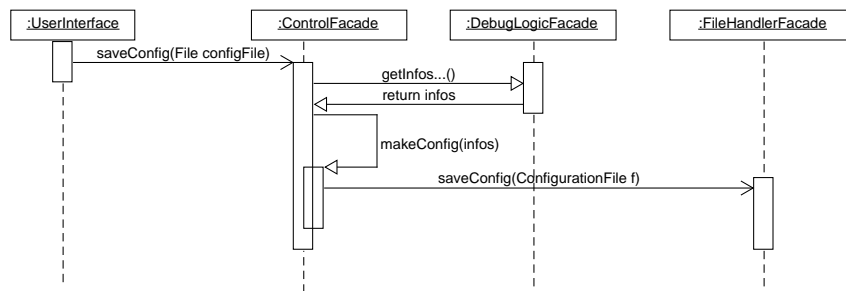 :UserInterface
:ControlFacade
:DebugLogicFacade
:FileHandlerFacade
saveConfig(File configFile)
getInfos...()
return infos
makeConfig(infos)
saveConfig(ConfigurationFile f)